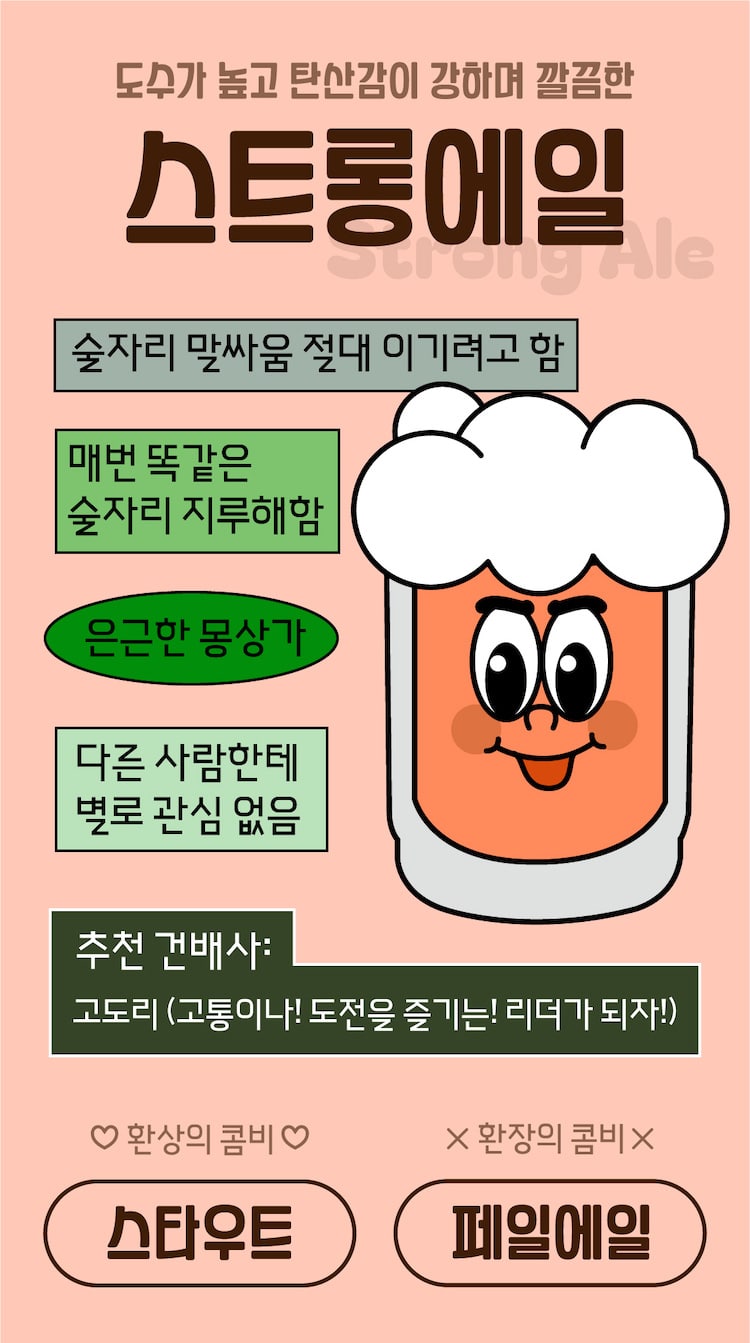 도수가 높고 탄산감이 강하며 깔끔한
스트롱에일
Strong Ale
술자리 말싸움 절대 이기려고 함
매번 똑같은
술자리 지루해함
은근한 몽상가
다른 사람한테
별로 관심 없음
추천 건배사:
고도리 (고통이나! 도전을 즐기는! 리더가 되자!)
♡ 환상의 콤비 ♡
× 환장의 콤비 ×
스타우트
페일에일